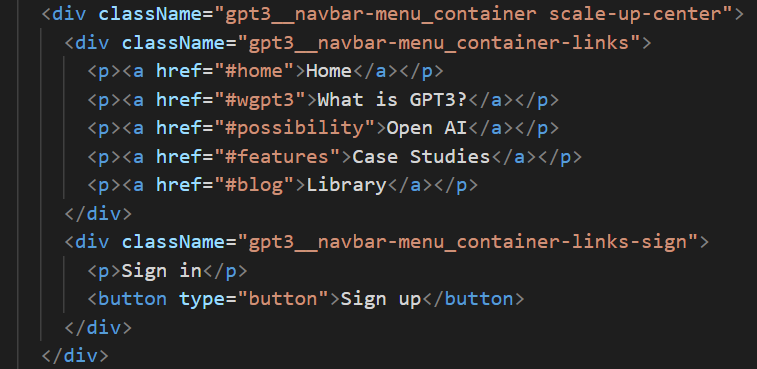 <div className="gpt3__navbar-menu_container scale-up-center">
<div className="gpt3__navbar-menu_container-links">
<p><a href="#home">Home</a></p>
<p><a href="#wgpt3">What is GPT3?</a></p>
<p><a href="#possibility">Open AI</a></p>
<p><a href="#features">Case Studies</a></p>
<p><a href="#blog">Library</a></p>
</div>
<div className="gpt3__navbar-menu_container-links-sign">
<p>Sign in</p>
<button type="button">Sign up</button>
</div>
</div>